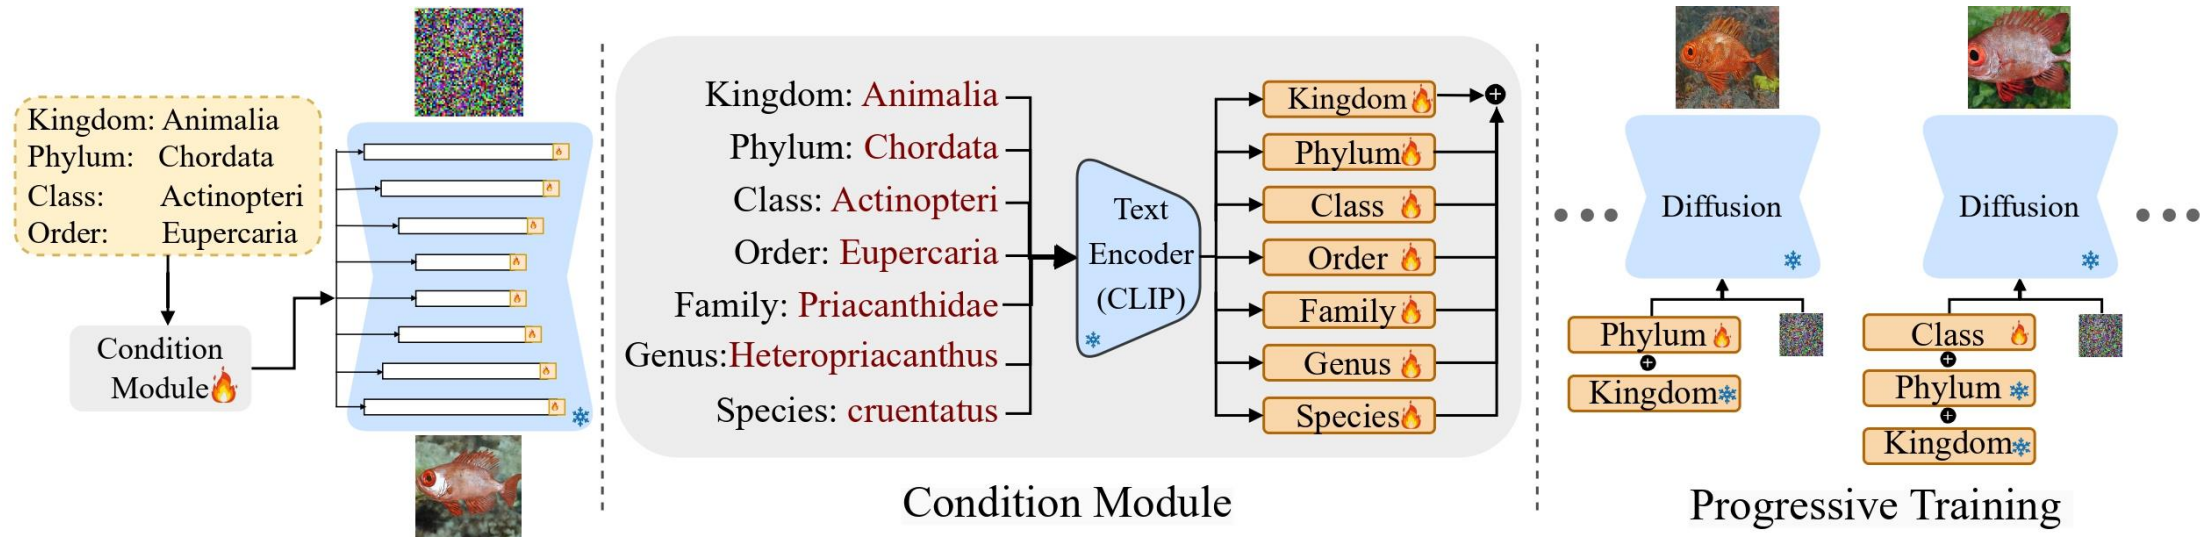 Kingdom: Animalia
Phylum: Chordata
Class: Actinopteri
Order: Eupercaria
Condition
Module
Kingdom: Animalia
Phylum: Chordata
Class: Actinopteri
Order: Eupercaria
Family: Priacanthidae
Genus:Heteropriacanthus
Species: cruentatus
Text
Encoder
(CLIP)
Kingdom
Phylum
Class
Order
Family
Genus
Species
Condition Module
Diffusion
Phylum
Kingdom
Diffusion
Class
Phylum
Kingdom
Progressive Training